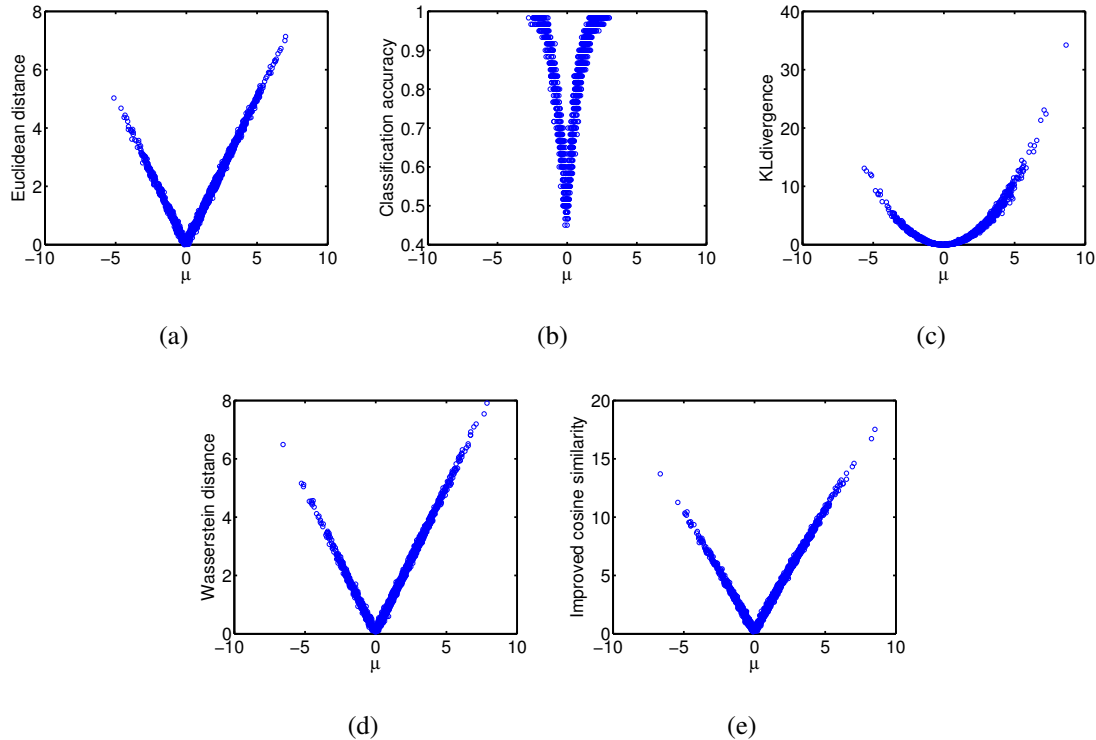 8
6
4
2
0
−10 −5 0 5 10
μ
Euclidean distance
(a)
1
0.9
0.8
0.7
0.6
0.5
0.4
−10 −5 0 5 10
μ
Classification accuracy
(b)
40
30
20
10
0
−10 −5 0 5 10
μ
KLdivergence
(c)
8
6
4
2
0
−10 −5 0 5 10
μ
Wasserstein distance
(d)
20
15
10
5
0
−10 −5 0 5 10
μ
Improved cosine similarity
(e)